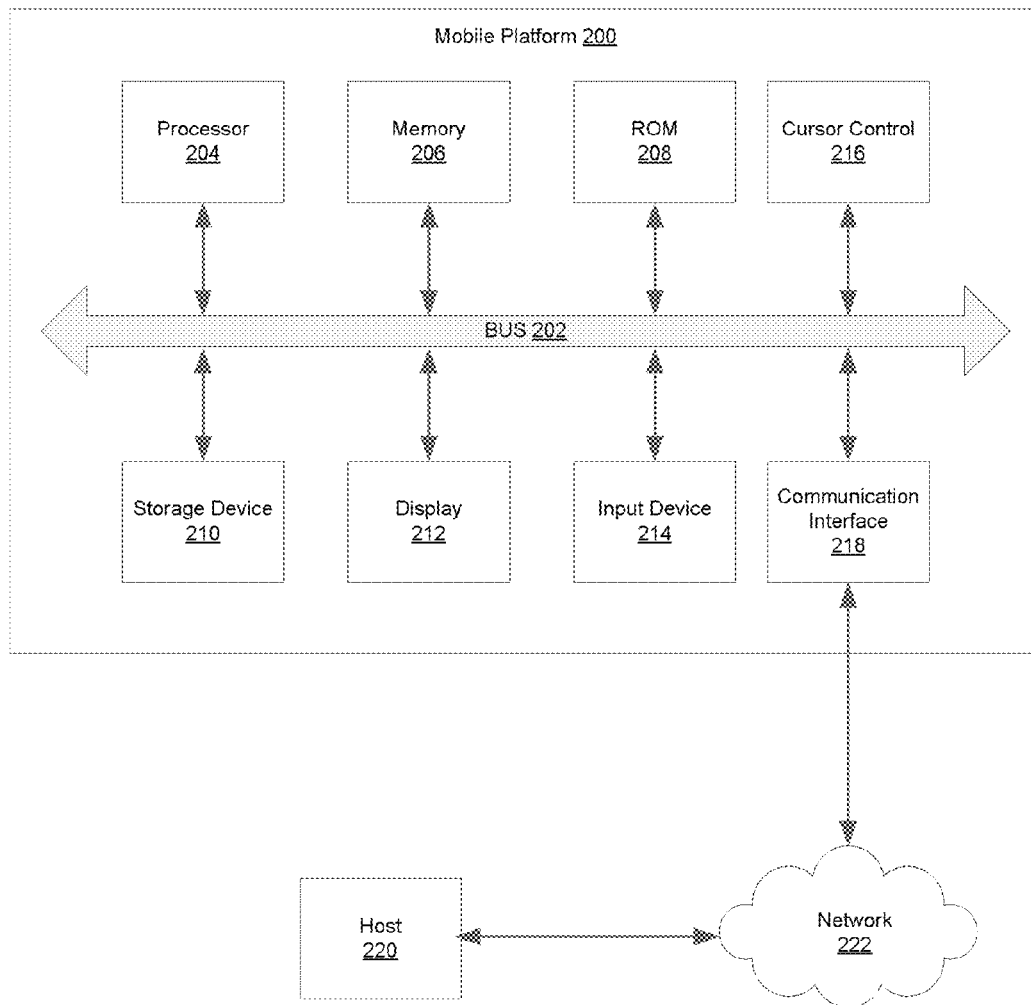 Mobile Platform 200
Processor
204
Memory
206
ROM
208
Cursor Control
216
BUS 202
Storage Device
210
Display
212
Input Device
214
Communication
Interface
218
Host
220
Network
222